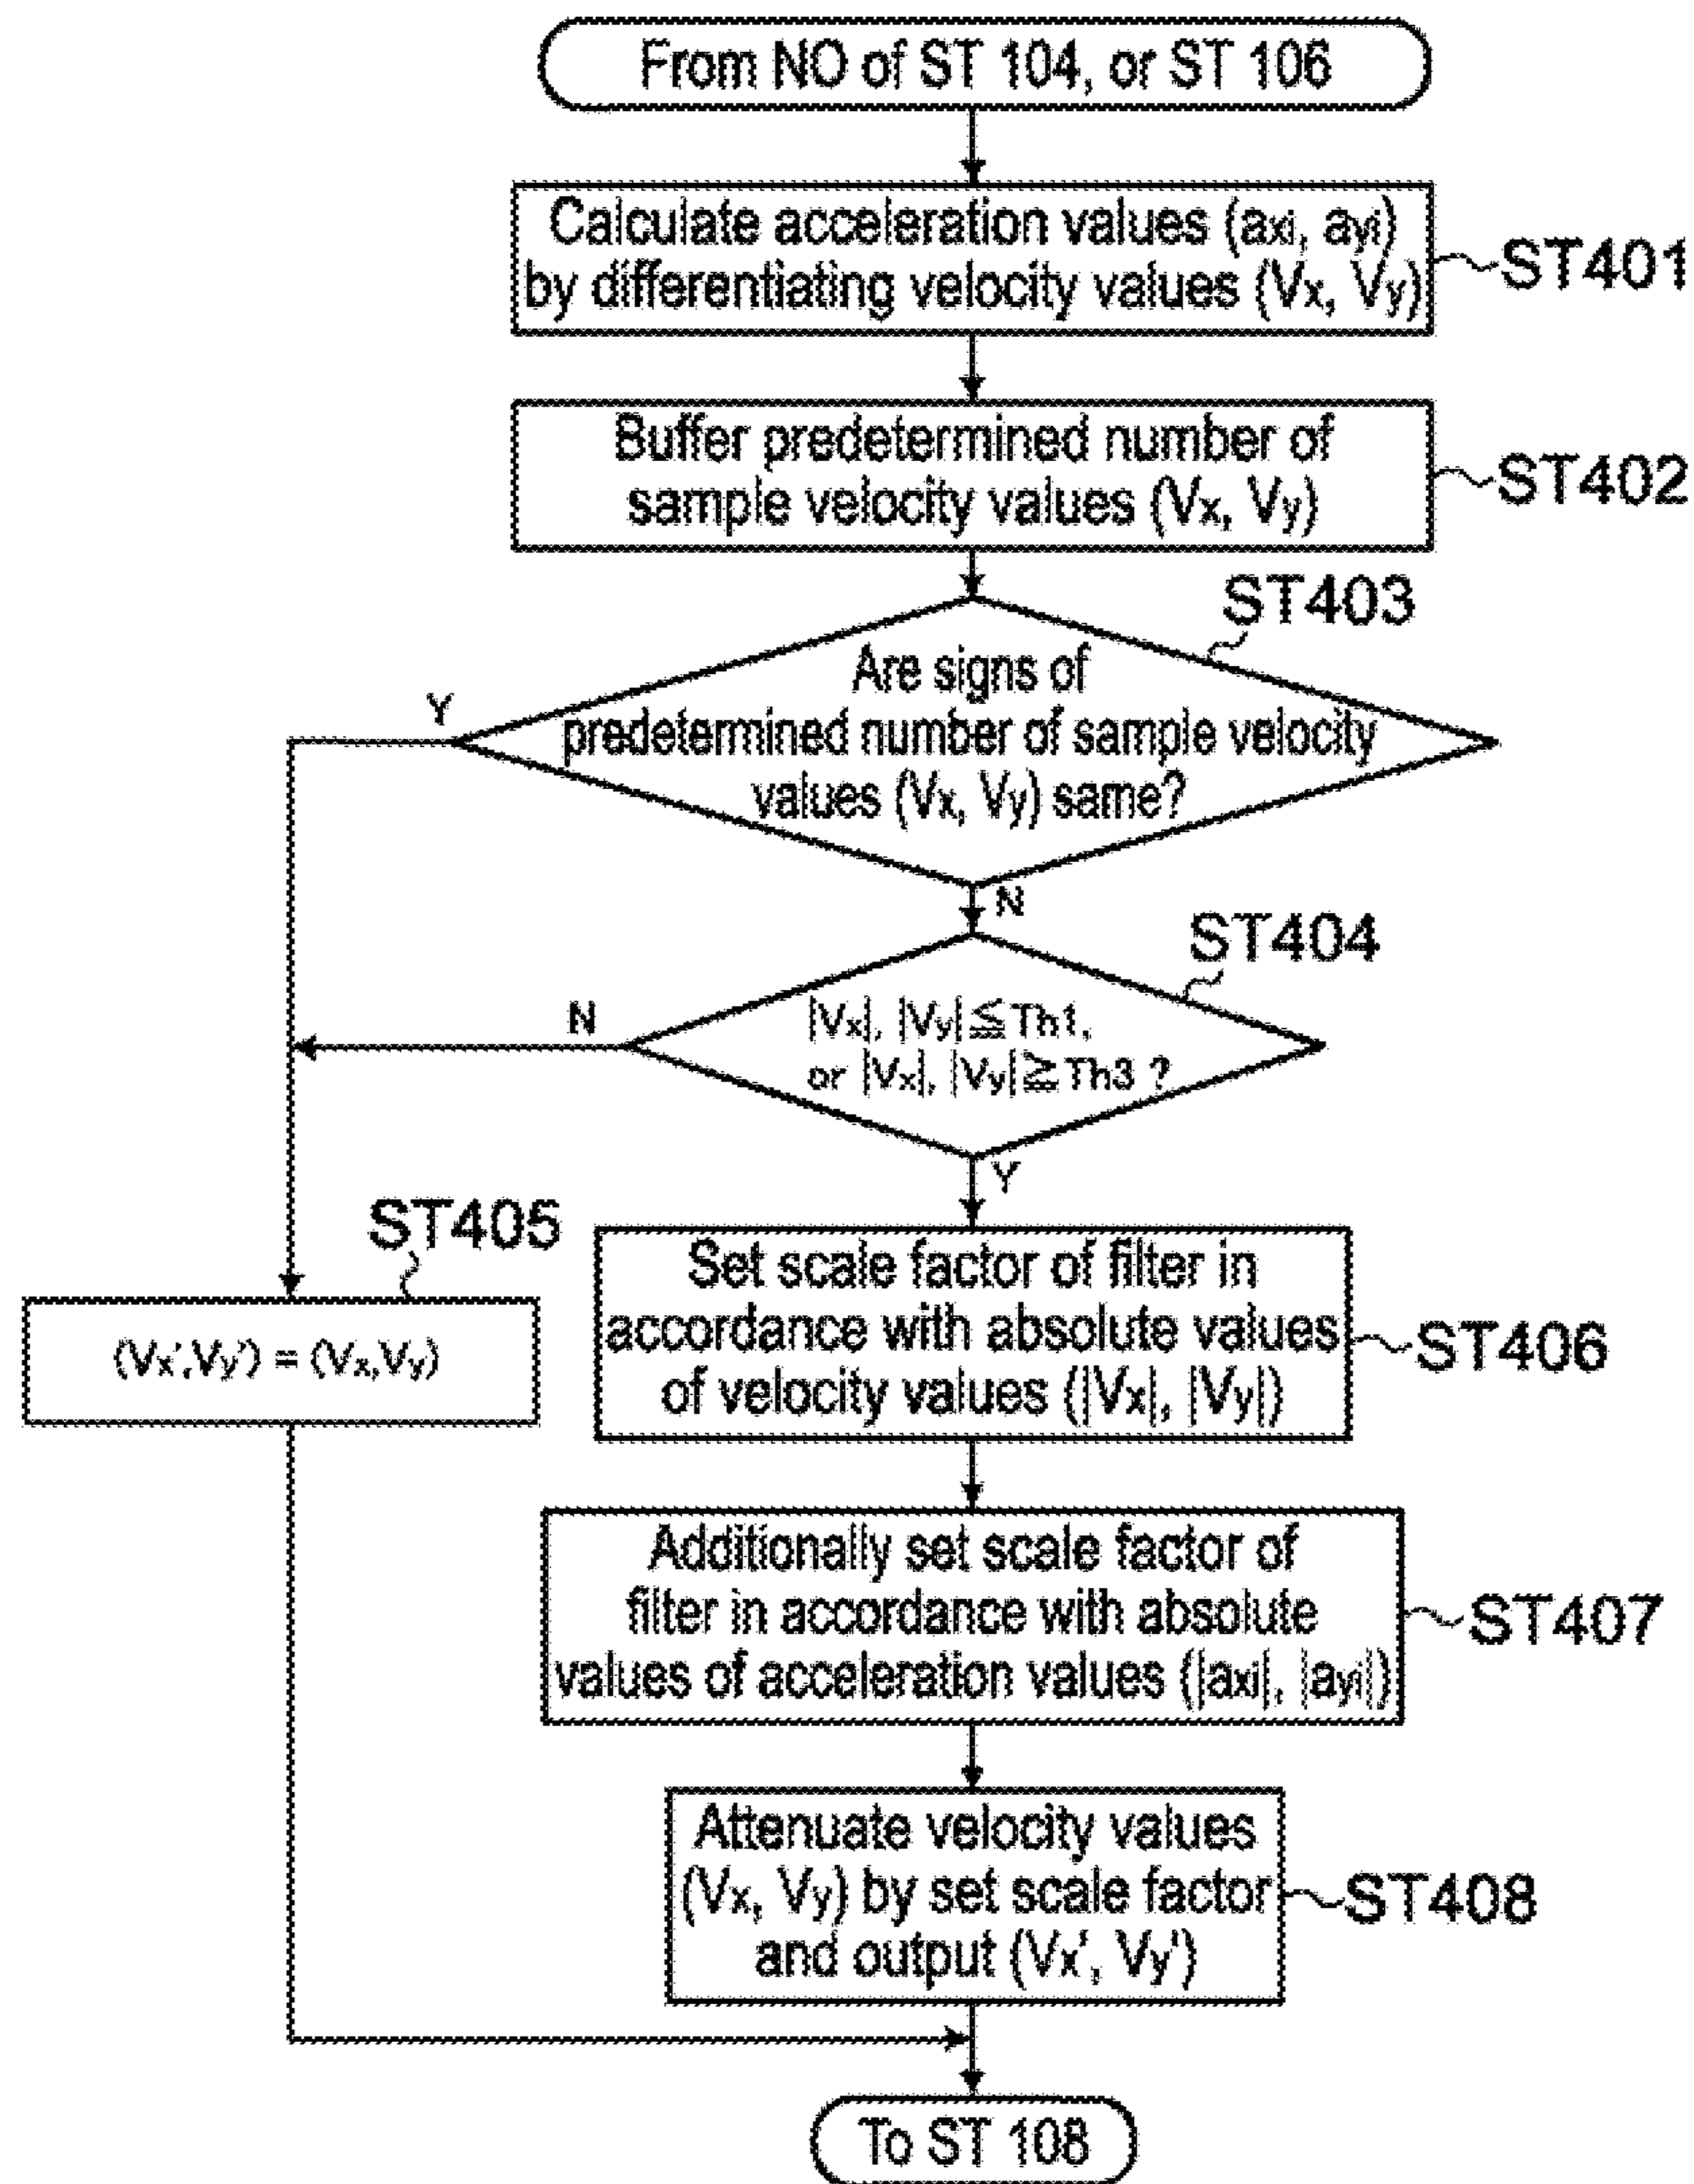 From NO of ST 104, or ST 106
Calculate acceleration values (axi, ayi)
by differentiating velocity values (Vx, Vy)
ST401
Buffer predetermined number of
sample velocity values (Vx, Vy)
ST402
ST403
Are signs of
predetermined number of sample velocity
values (Vx, Vy) same?
Y
N
ST404
|Vx|, |Vy|≦Th1,
or |Vx|, |Vy|≧Th3 ?
N
Y
ST405
(Vx',Vy') = (Vx,Vy)
Set scale factor of filter in
accordance with absolute values
of velocity values (|Vx|, |Vy|)
ST406
Additionally set scale factor of
filter in accordance with absolute
values of acceleration values (|axi|, |ayi|)
ST407
Attenuate velocity values
(Vx, Vy) by set scale factor
and output (Vx', Vy')
ST408
To ST 108